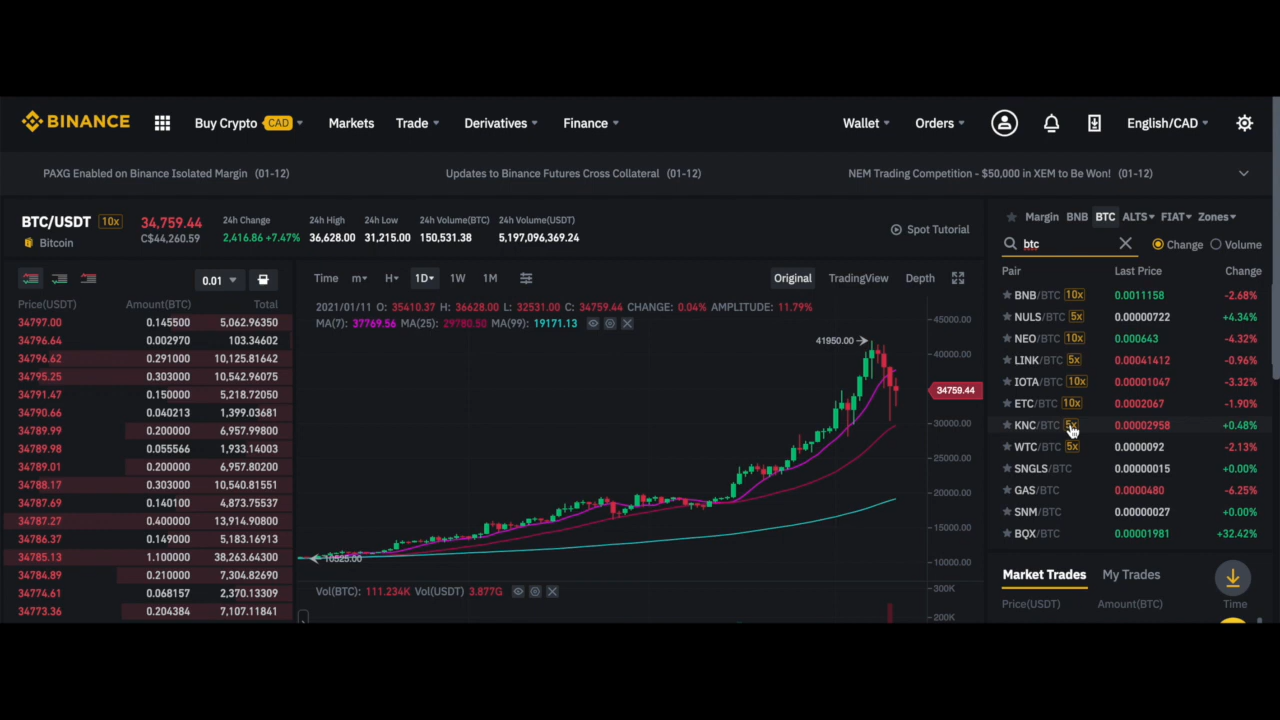 BINANCE Buy Crypto CAD Markets Trade Derivatives Finance Wallet Orders English/CAD
PAXG Enabled on Binance Isolated Margin (01-12) Updates to Binance Futures Cross Collateral (01-12) NEM Trading Competition - $50,000 in XEM to Be Won! (01-12)
BTC/USDT 10x
Bitcoin
34,759.44
C$44,260.59
24h Change
2,416.86 +7.47%
24h High
36,628.00
24h Low
31,215.00
24h Volume(BTC)
150,531.38
24h Volume(USDT)
5,197,096,369.24
Spot Tutorial
0.01
Price(USDT) Amount(BTC) Total
34797.00 0.145500 5,062.96350
34796.64 0.002970 103.34602
34796.62 0.291000 10,125.81642
34795.25 0.303000 10,542.96075
34791.47 0.150000 5,218.72050
34790.66 0.040213 1,399.03681
34789.99 0.200000 6,957.99800
34789.98 0.055566 1,933.14003
34789.01 0.200000 6,957.80200
34788.17 0.303000 10,540.81551
34787.69 0.140100 4,873.75537
34787.27 0.400000 13,914.90800
34786.37 0.149000 5,183.16913
34785.13 1.100000 38,263.64300
34784.89 0.210000 7,304.82690
34774.61 0.068157 2,370.13309
34773.36 0.204384 7,107.11841
Time m H 1D 1W 1M Original TradingView Depth
2021/01/11 O: 35410.37 H: 36628.00 L: 32531.00 C: 34759.44 CHANGE: 0.04% AMPLITUDE: 11.79%
MA(7): 37769.56 MA(25): 29780.50 MA(99): 19171.13
45000.00
41950.00
40000.00
34759.44
30000.00
25000.00
20000.00
15000.00
10525.00
10000.00
Vol(BTC): 111.234K Vol(USDT) 3.877G
300K
200K
Margin BNB BTC ALTS FIAT Zones
btc Change Volume
Pair Last Price Change
BNB/BTC 10x 0.0011158 -2.68%
NULS/BTC 5x 0.00000722 +4.34%
NEO/BTC 10x 0.000643 -4.32%
LINK/BTC 5x 0.00041412 -0.96%
IOTA/BTC 10x 0.00001047 -3.32%
ETC/BTC 10x 0.0002067 -1.90%
KNC/BTC 5x 0.00002958 +0.48%
WTC/BTC 5x 0.0000092 -2.13%
SNGLS/BTC 0.00000015 +0.00%
GAS/BTC 0.0000480 -6.25%
SNM/BTC 0.00000027 +0.00%
BQX/BTC 0.00001981 +32.42%
Market Trades My Trades
Price(USDT) Amount(BTC) Time